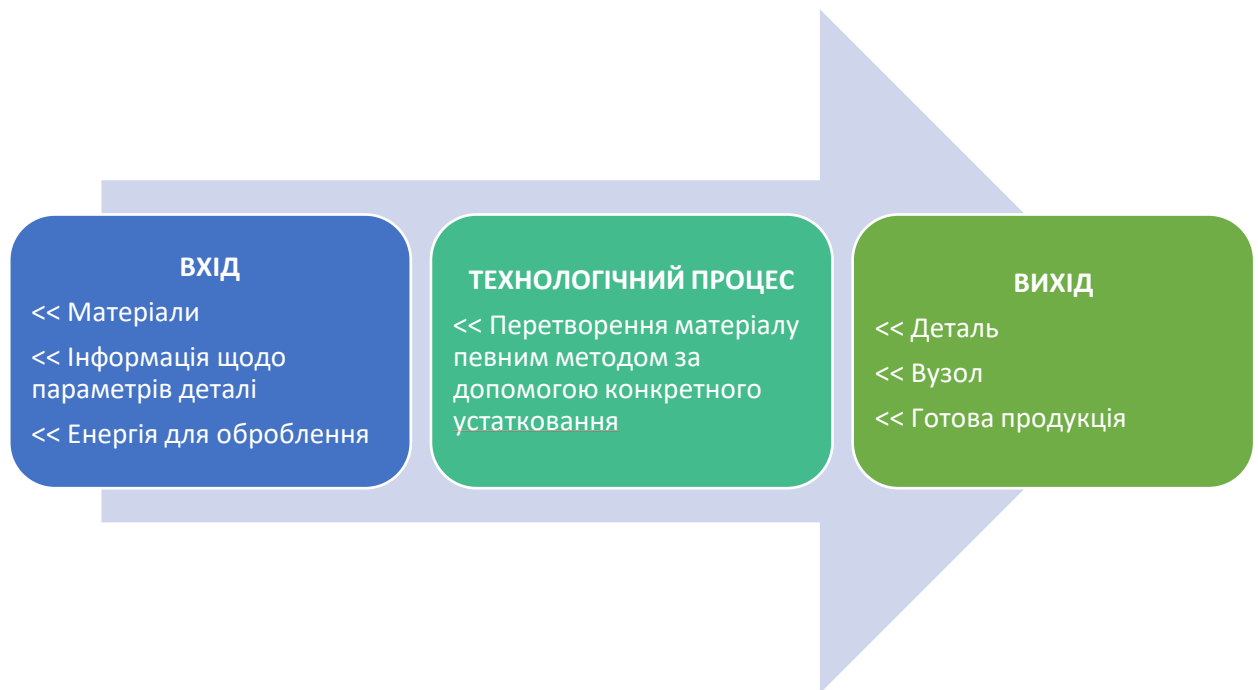 ВХІД
<< Матеріали
<< Інформація щодо
параметрів деталі
<< Енергія для оброблення
ТЕХНОЛОГІЧНИЙ ПРОЦЕС
<< Перетворення матеріалу
певним методом за
допомогою конкретного
устатковання
ВИХІД
<< Деталь
<< Вузол
<< Готова продукція